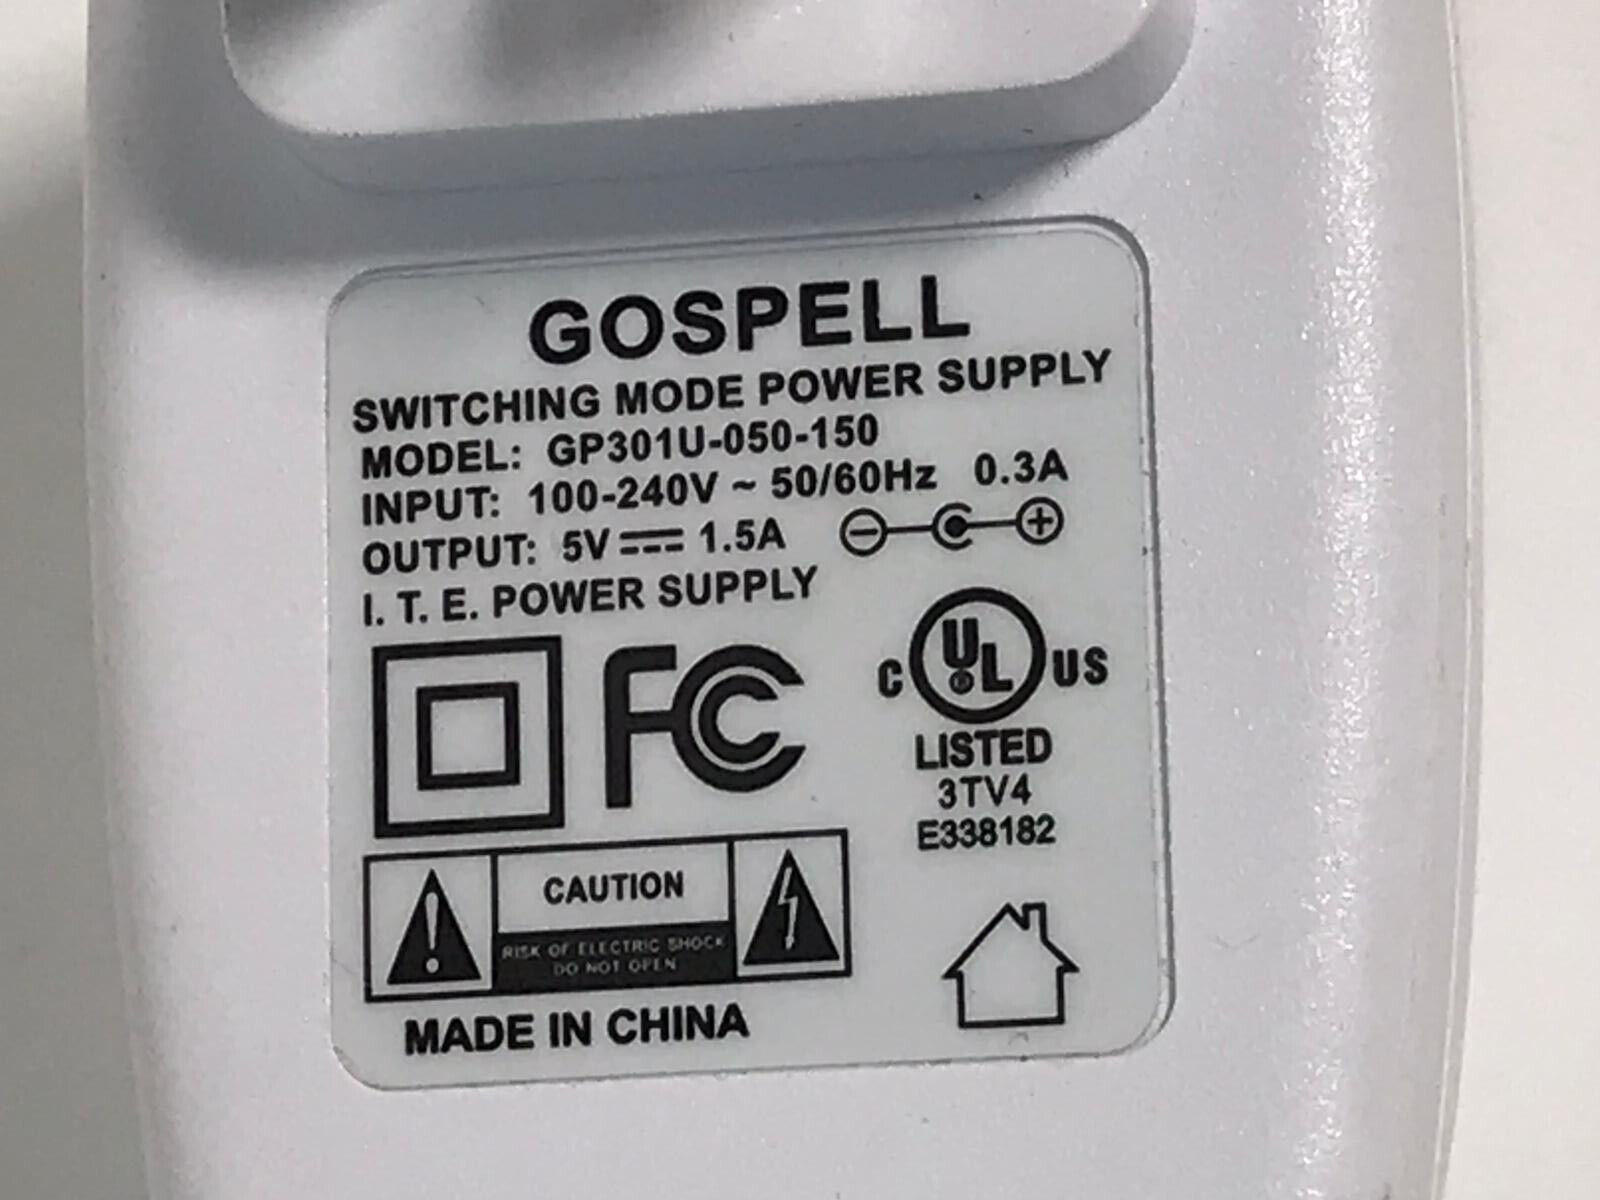 GOSPELL
SWITCHING MODE POWER SUPPLY
MODEL: GP301U-050-150
INPUT: 100-240V ~ 50/60Hz 0.3A
OUTPUT: 5V⎓1.5A
I. T. E. POWER SUPPLY
FC
C UL® US
LISTED
3TV4
E338182
CAUTION
RISK OF ELECTRIC SHOCK
DO NOT OPEN
MADE IN CHINA